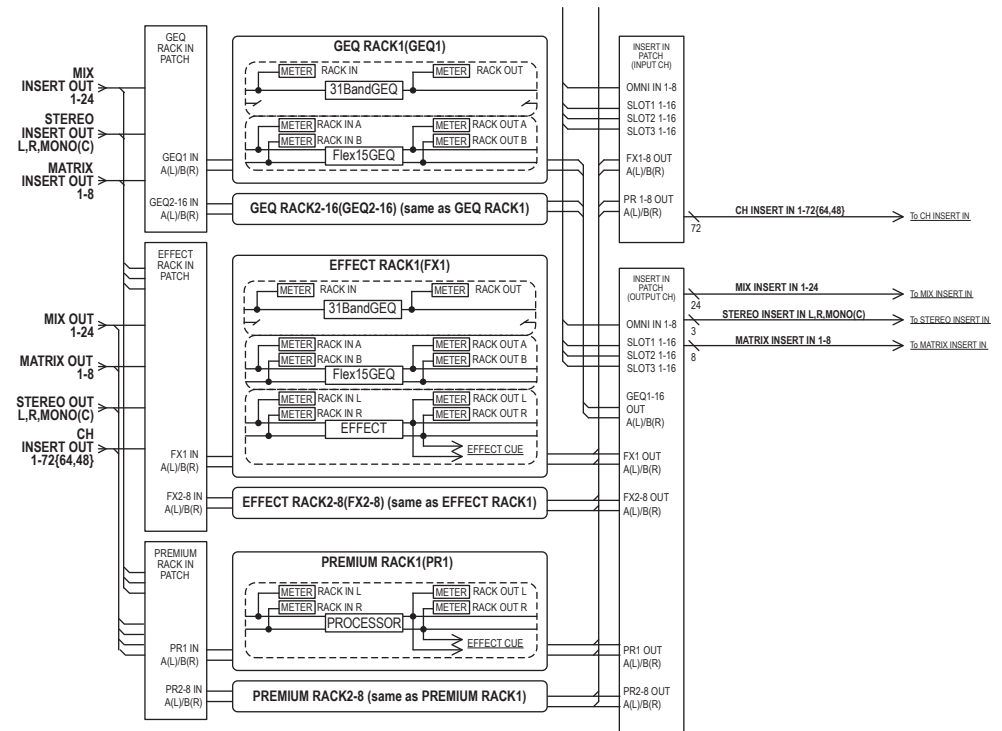 MIX
INSERT OUT
1-24
STEREO
INSERT OUT
L,R,MONO(C)
MATRIX
INSERT OUT
1-8
MIX OUT
1-24
MATRIX OUT
1-8
STEREO OUT
L,R,MONO(C)
CH
INSERT OUT
1-72{64,48}
GEQ
RACK IN
PATCH
GEQ1 IN
A(L)/B(R)
GEQ2-16 IN
A(L)/B(R)
EFFECT
RACK IN
PATCH
FX1 IN
A(L)/B(R)
FX2-8 IN
A(L)/B(R)
PREMIUM
RACK IN
PATCH
PR1 IN
A(L)/B(R)
PR2-8 IN
A(L)/B(R)
GEQ RACK1(GEQ1)
METER RACK IN METER RACK OUT
31BandGEQ
METER RACK IN A METER RACK OUT A
METER RACK IN B METER RACK OUT B
Flex15GEQ
GEQ RACK2-16(GEQ2-16) (same as GEQ RACK1)
EFFECT RACK1(FX1)
METER RACK IN METER RACK OUT
31BandGEQ
METER RACK IN A METER RACK OUT A
METER RACK IN B METER RACK OUT B
Flex15GEQ
METER RACK IN L METER RACK OUT L
METER RACK IN R METER RACK OUT R
EFFECT
EFFECT CUE
EFFECT RACK2-8(FX2-8) (same as EFFECT RACK1)
PREMIUM RACK1(PR1)
METER RACK IN L METER RACK OUT L
METER RACK IN R METER RACK OUT R
PROCESSOR
EFFECT CUE
PREMIUM RACK2-8 (same as PREMIUM RACK1)
INSERT IN
PATCH
(INPUT CH)
OMNI IN 1-8
SLOT1 1-16
SLOT2 1-16
SLOT3 1-16
FX1-8 OUT
A(L)/B(R)
PR 1-8 OUT
A(L)/B(R)
CH INSERT IN 1-72{64,48}
72
To CH INSERT IN
INSERT IN
PATCH
(OUTPUT CH)
MIX INSERT IN 1-24
24
To MIX INSERT IN
STEREO INSERT IN L,R,MONO(C)
3
To STEREO INSERT IN
MATRIX INSERT IN 1-8
8
To MATRIX INSERT IN
OMNI IN 1-8
SLOT1 1-16
SLOT2 1-16
SLOT3 1-16
GEQ1-16
OUT
A(L)/B(R)
FX1 OUT
A(L)/B(R)
FX2-8 OUT
A(L)/B(R)
PR1 OUT
A(L)/B(R)
PR2-8 OUT
A(L)/B(R)